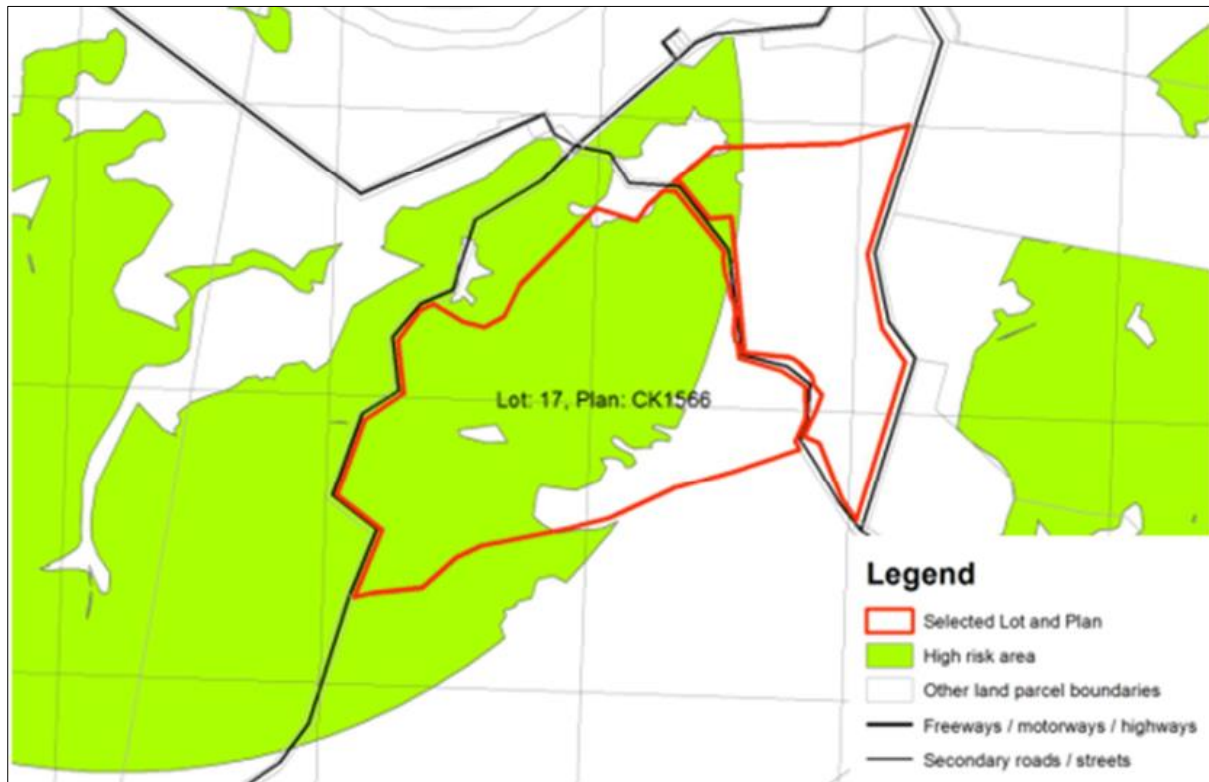 Lot: 17, Plan: CK1566
Legend
Selected Lot and Plan
High risk area
Other land parcel boundaries
Freeways / motorways / highways
Secondary roads / streets